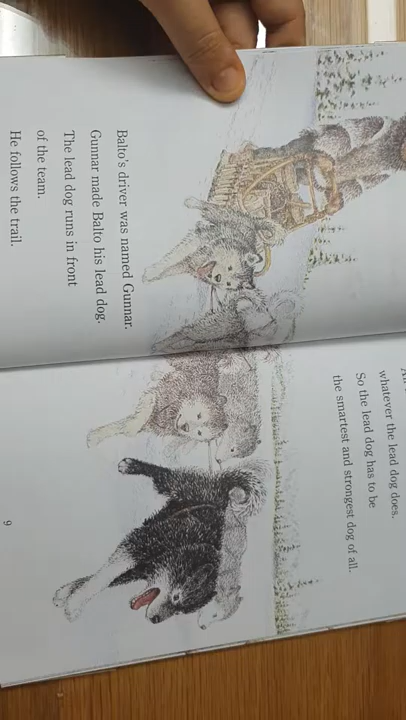 Balto's driver was named Gunnar.
Gunnar made Balto his lead dog.
The lead dog runs in front
of the team.
He follows the trail.
whatever the lead dog does.
So the lead dog has to be
the smartest and strongest dog of all.
9